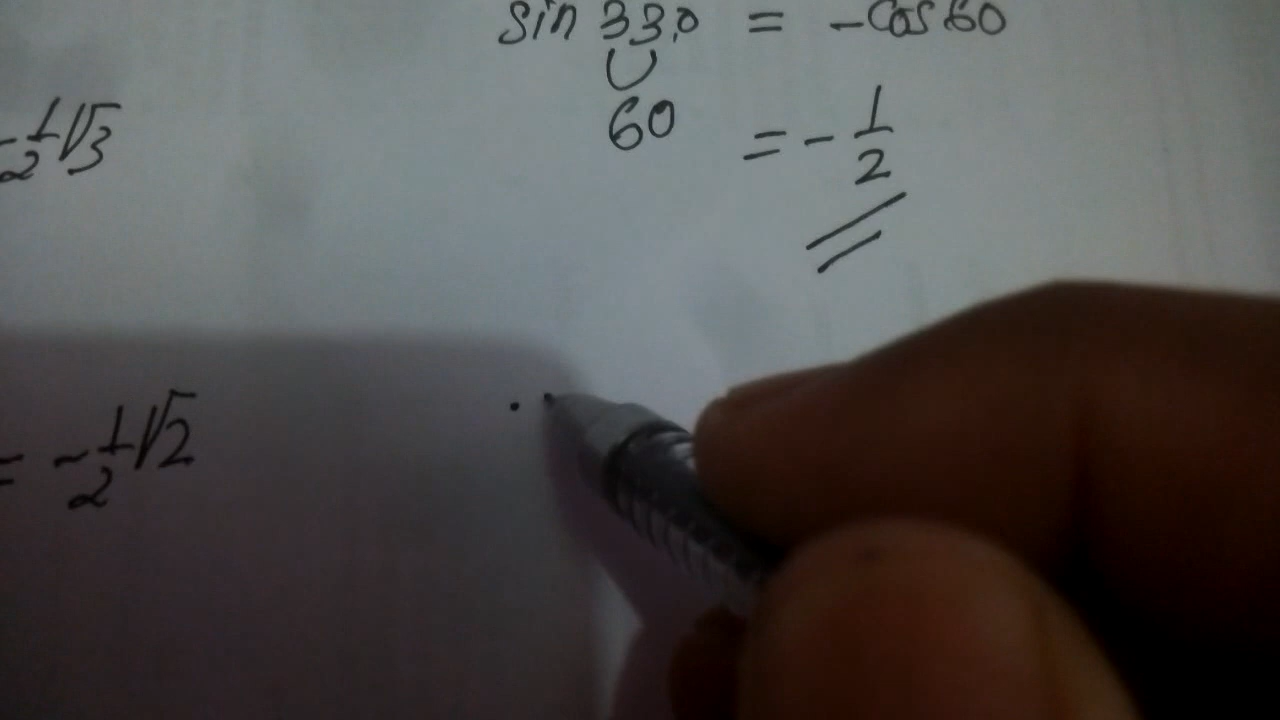 sin 330 = -cos 60
60 = -1/2
-1/2√3
= -1/2√2